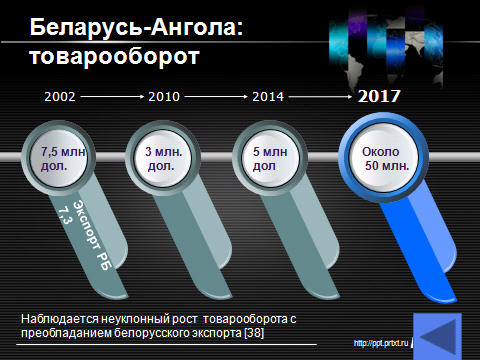 Беларусь-Ангола:
товарооборот
2002
2010
2014
2017
7,5 млн
дол.
3 млн.
дол.
5 млн
дол
Около
50 млн.
Экспорт РБ
7,3
Наблюдается неуклонный рост товарооборота с
преобладанием белорусского экспорта [38]
http://ppt.prtxt.ru